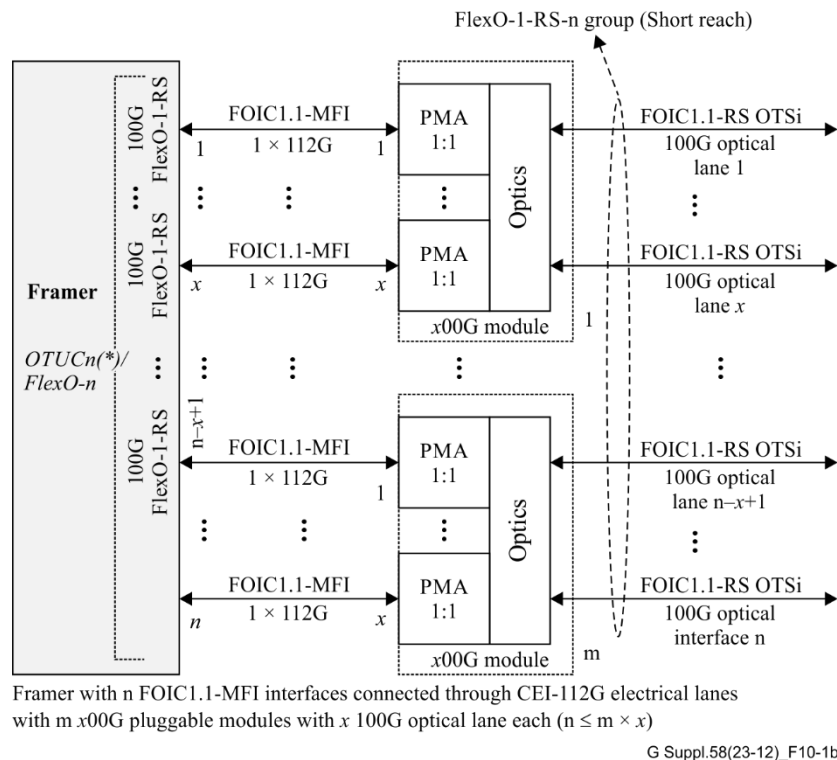 FlexO-1-RS-n group (Short reach)
Framer
OTUCn(*)/
FlexO-n
100G
FlexO-1-RS
1
FOIC1.1-MFI
1 × 112G
1
PMA
1:1
FOIC1.1-RS OTSi
100G optical
lane 1
100G
FlexO-1-RS
x
FOIC1.1-MFI
1 × 112G
x
PMA
1:1
Optics
FOIC1.1-RS OTSi
100G optical
lane x
x00G module
1
100G
FlexO-1-RS
n–x+1
FOIC1.1-MFI
1 × 112G
1
PMA
1:1
FOIC1.1-RS OTSi
100G optical
lane n–x+1
n
FOIC1.1-MFI
1 × 112G
x
PMA
1:1
Optics
FOIC1.1-RS OTSi
100G optical
interface n
x00G module
m
Framer with n FOIC1.1-MFI interfaces connected through CEI-112G electrical lanes
with m x00G pluggable modules with x 100G optical lane each (n ≤ m × x)
G Suppl.58(23-12)_F10-1b